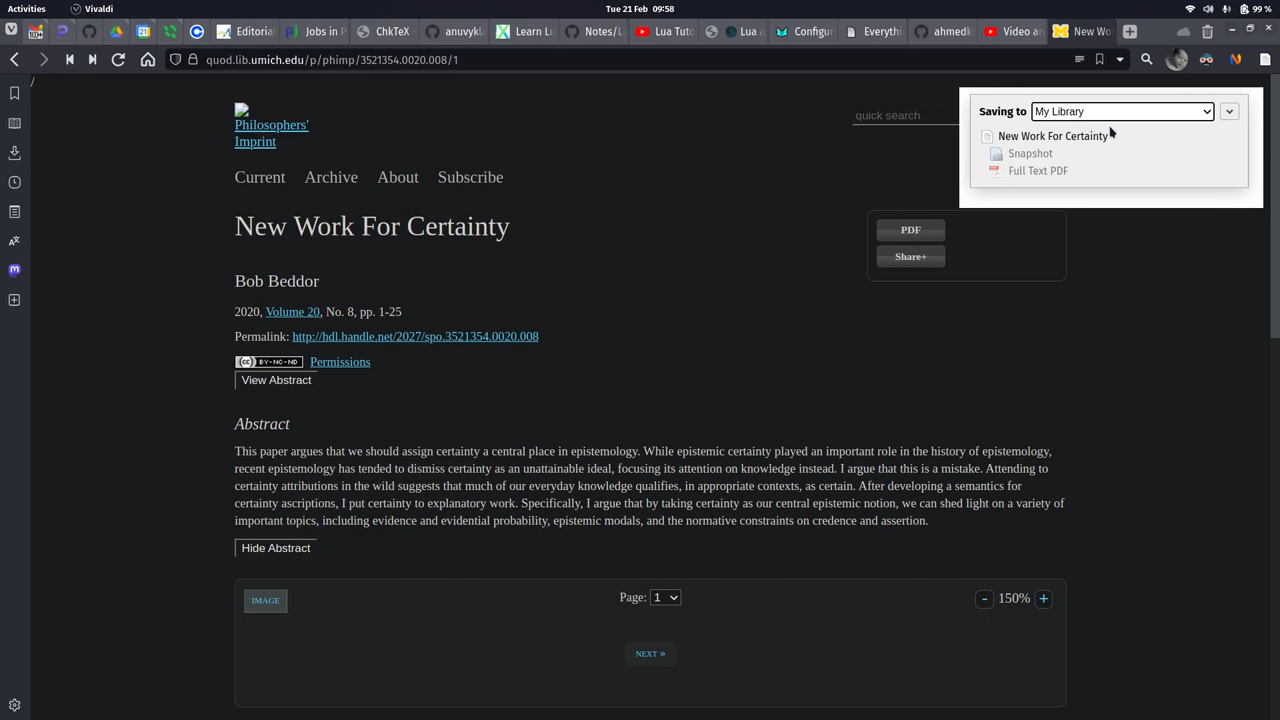 Activities
Vivaldi
Tue 21 Feb 09:58
99 %
Editorial
Jobs in
ChkTeX
anuvykl
Learn Lu
Notes/L
Lua Tuto
Lua
Configur
Everythi
ahmedk
Video an
New Wo
quod.lib.umich.edu/p/phimp/3521354.0020.008/1
/
Philosophers'
Imprint
quick search
Saving to My Library
New Work For Certainty
Snapshot
Full Text PDF
Current Archive About Subscribe
New Work For Certainty
PDF
Share+
Bob Beddor
2020, Volume 20, No. 8, pp. 1-25
Permalink: http://hdl.handle.net/2027/spo.3521354.0020.008
CC BY-NC-ND Permissions
View Abstract
Abstract
This paper argues that we should assign certainty a central place in epistemology. While epistemic certainty played an important role in the history of epistemology,
recent epistemology has tended to dismiss certainty as an unattainable ideal, focusing its attention on knowledge instead. I argue that this is a mistake. Attending to
certainty attributions in the wild suggests that much of our everyday knowledge qualifies, in appropriate contexts, as certain. After developing a semantics for
certainty ascriptions, I put certainty to explanatory work. Specifically, I argue that by taking certainty as our central epistemic notion, we can shed light on a variety of
important topics, including evidence and evidential probability, epistemic modals, and the normative constraints on credence and assertion.
Hide Abstract
IMAGE
Page: 1
- 150% +
NEXT »